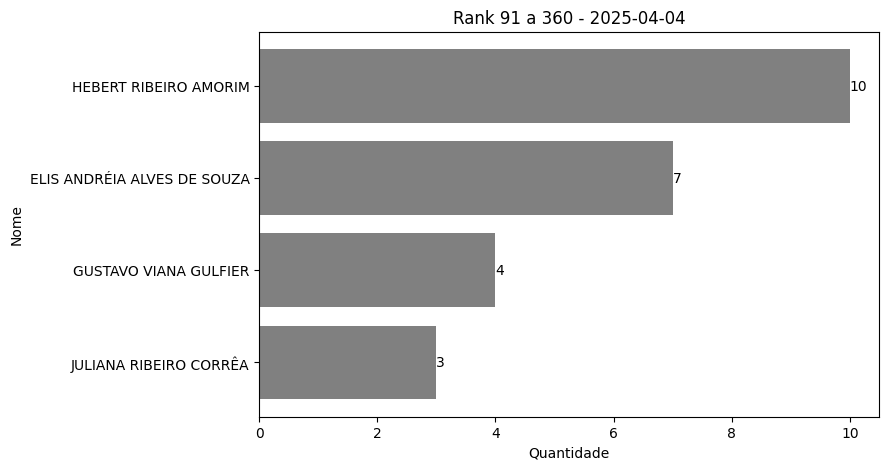 Rank 91 a 360 - 2025-04-04
Nome
HEBERT RIBEIRO AMORIM 10
ELIS ANDRÉIA ALVES DE SOUZA 7
GUSTAVO VIANA GULFIER 4
JULIANA RIBEIRO CORRÊA 3
0 2 4 6 8 10
Quantidade